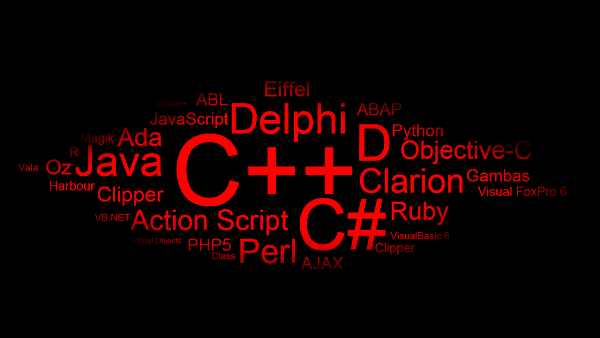 Eiffel
ABL
Delphi
ABAP
JavaScript
Python
Magik
Ada
D
Objective-C
R
C++
Vala
Oz
Java
Clarion
Gambas
Harbour
Clipper
Visual FoxPro 6
VB.NET
Action Script
C#
Ruby
VisualBasic 6
PHP5
Perl
Clipper
Class
AJAX